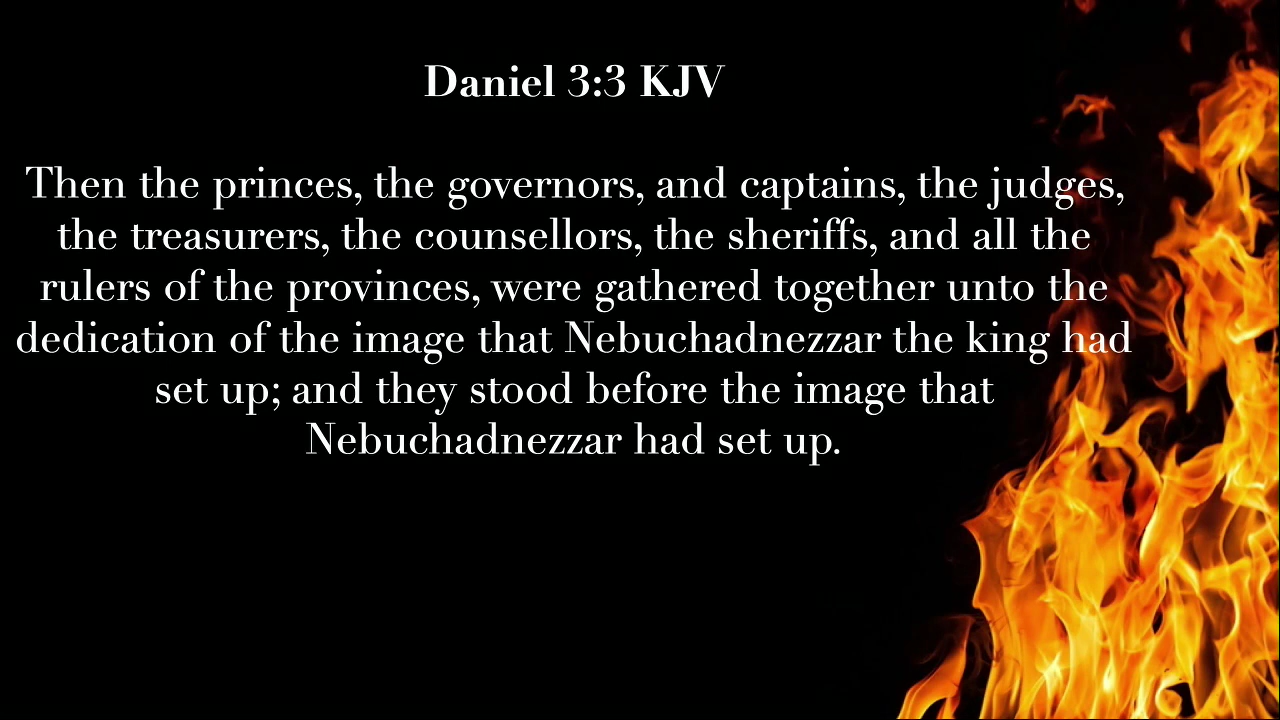 Daniel 3:3 KJV
Then the princes, the governors, and captains, the judges,
the treasurers, the counsellors, the sheriffs, and all the
rulers of the provinces, were gathered together unto the
dedication of the image that Nebuchadnezzar the king had
set up; and they stood before the image that
Nebuchadnezzar had set up.